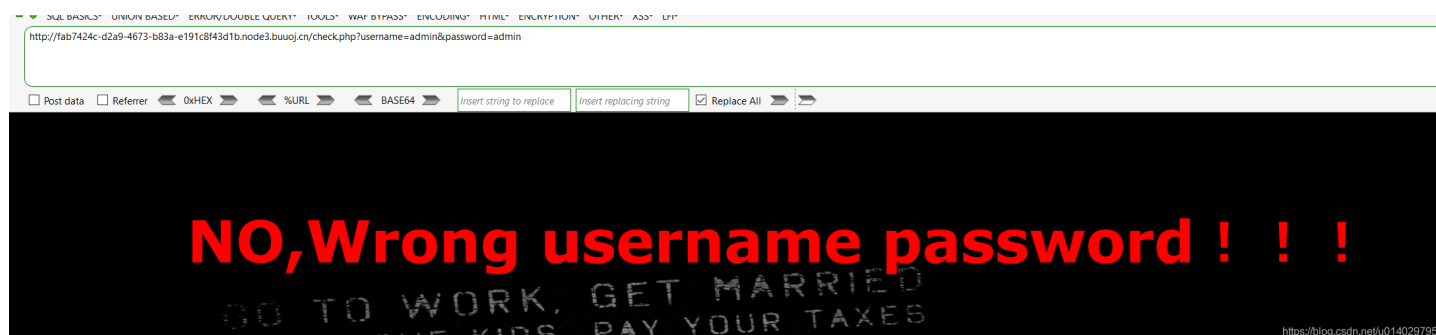 SQL BASICS▾ UNION BASED▾ ERROR/DOUBLE QUERY▾ TOOLS▾ WAF BYPASS▾ ENCODING▾ HTML▾ ENCRYPTION▾ OTHER▾ XSS▾ LFI▾
http://fab7424c-d2a9-4673-b83a-e191c8f43d1b.node3.buuoj.cn/check.php?username=admin&password=admin
Post data Referrer 0xHEX %URL BASE64 Insert string to replace Insert replacing string Replace All
NO,Wrong username password！！！
GO TO WORK, GET MARRIED
KIDS, PAY YOUR TAXES
https://blog.csdn.net/u014029795